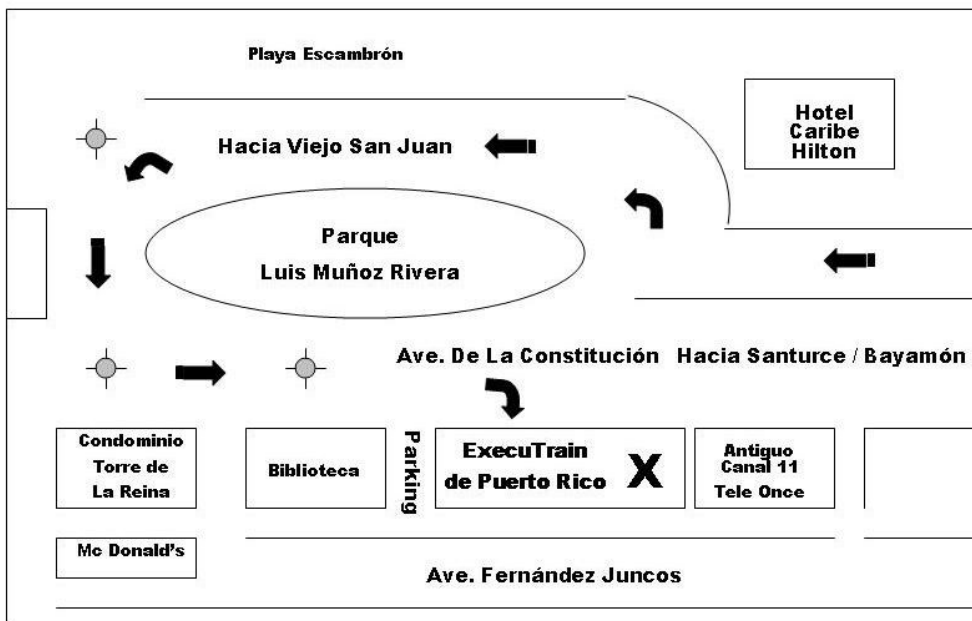 Playa Escambrón
Hotel
Caribe
Hilton
Hacia Viejo San Juan
Parque
Luis Muñoz Rivera
Ave. De La Constitución Hacia Santurce / Bayamón
Condominio
Torre de
La Reina
Biblioteca
Parking
ExecuTrain
de Puerto Rico
X
Antiguo
Canal 11
Tele Once
Mc Donald's
Ave. Fernández Juncos